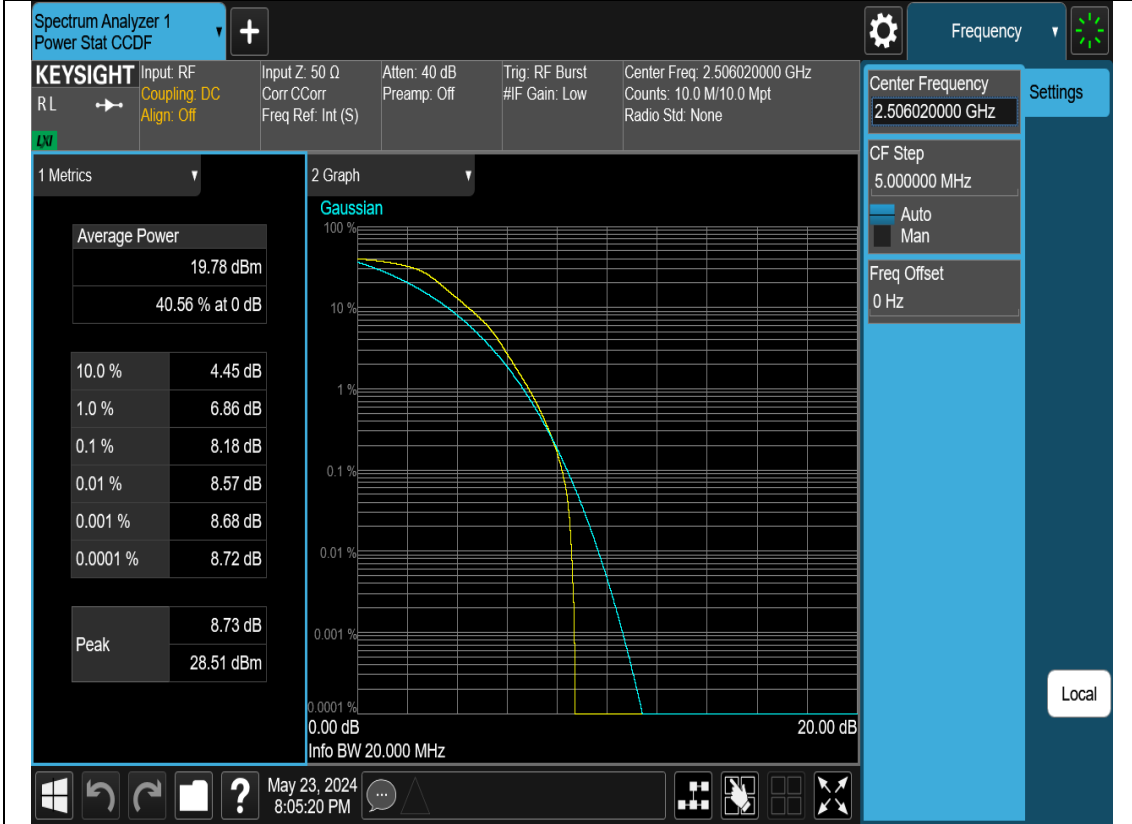 Spectrum Analyzer 1
Power Stat CCDF
+
Frequency
KEYSIGHT
RL
LXI
Input: RF
Coupling: DC
Align: Off
Input Z: 50 Ω
Corr CCorr
Freq Ref: Int (S)
Atten: 40 dB
Preamp: Off
Trig: RF Burst
#IF Gain: Low
Center Freq: 2.506020000 GHz
Counts: 10.0 M/10.0 Mpt
Radio Std: None
Center Frequency
2.506020000 GHz
Settings
CF Step
5.000000 MHz
Auto
Man
Freq Offset
0 Hz
1 Metrics
Average Power
19.78 dBm
40.56 % at 0 dB
10.0 % 4.45 dB
1.0 % 6.86 dB
0.1 % 8.18 dB
0.01 % 8.57 dB
0.001 % 8.68 dB
0.0001 % 8.72 dB
Peak 8.73 dB
28.51 dBm
2 Graph
Gaussian
100 %
10 %
1 %
0.1 %
0.01 %
0.001 %
0.0001 %
0.00 dB 20.00 dB
Info BW 20.000 MHz
Local
?
May 23, 2024
8:05:20 PM